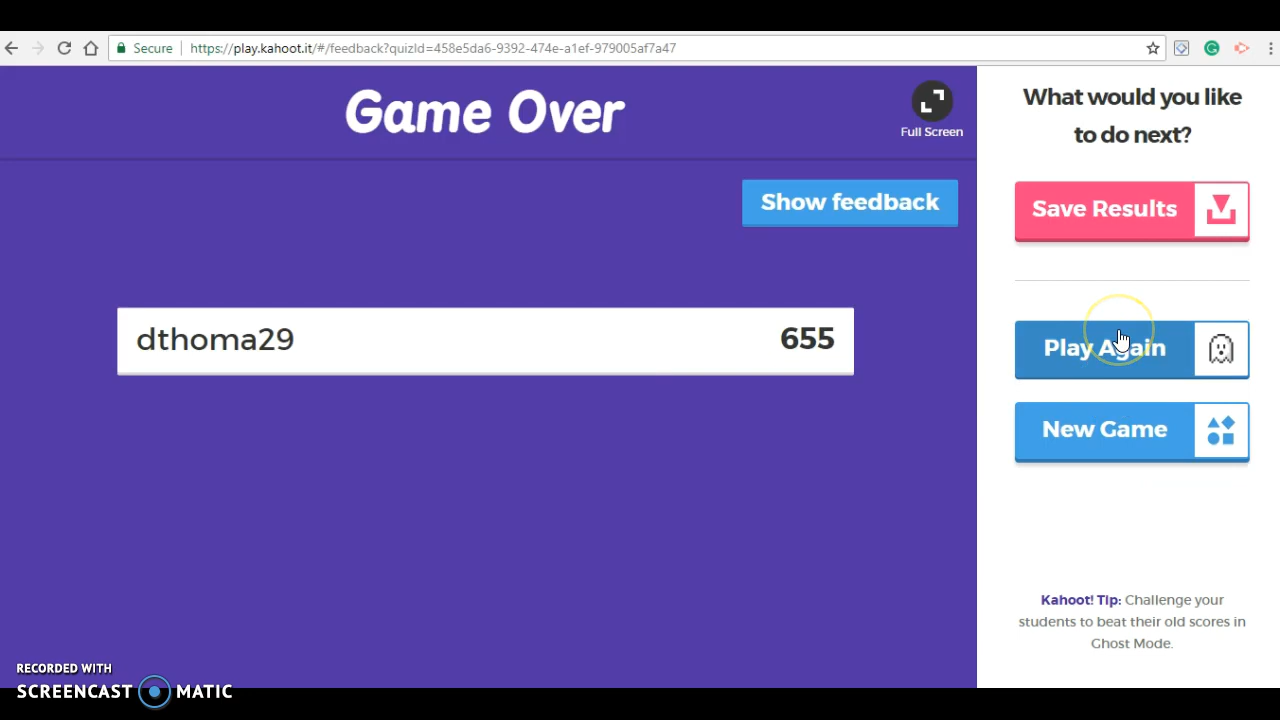 Secure
https://play.kahoot.it/#/feedback?quizId=458e5da6-9392-474e-a1ef-979005af7a47
Game Over
Full Screen
Show feedback
dthoma29 655
What would you like
to do next?
Save Results
Play Again
New Game
Kahoot! Tip: Challenge your
students to beat their old scores in
Ghost Mode.
RECORDED WITH
SCREENCAST MATIC